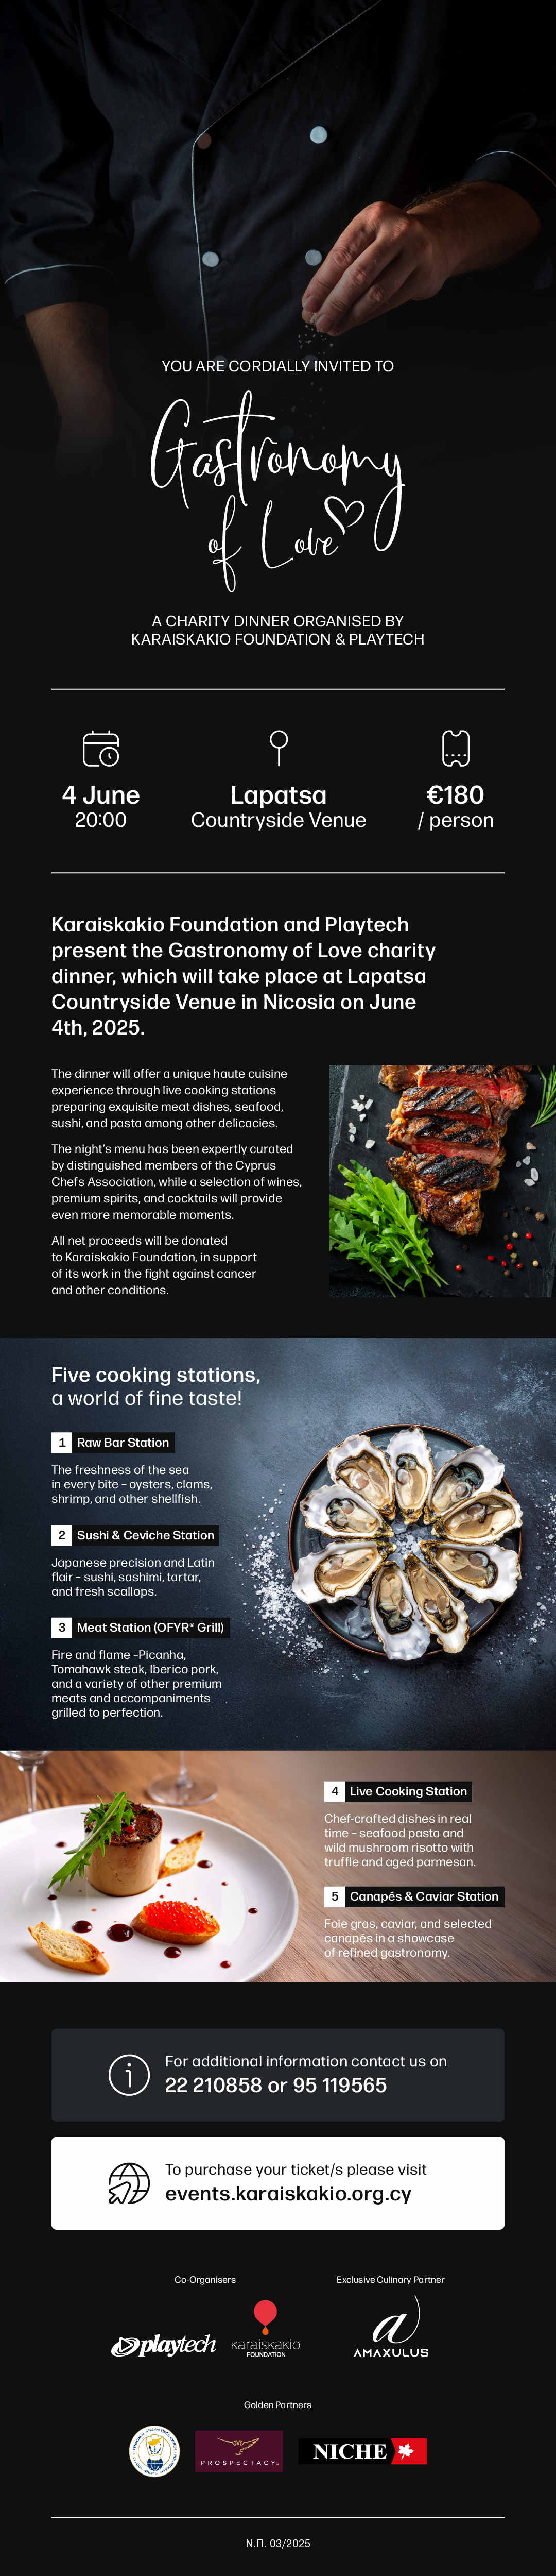 YOU ARE CORDIALLY INVITED TO
Gastronomy
of Love
A CHARITY DINNER ORGANISED BY
KARAISKAKIO FOUNDATION & PLAYTECH
4 June
20:00
Lapatsa
Countryside Venue
€180
/ person
Karaiskakio Foundation and Playtech
present the Gastronomy of Love charity
dinner, which will take place at Lapatsa
Countryside Venue in Nicosia on June
4th, 2025.
The dinner will offer a unique haute cuisine
experience through live cooking stations
preparing exquisite meat dishes, seafood,
sushi, and pasta among other delicacies.
The night's menu has been expertly curated
by distinguished members of the Cyprus
Chefs Association, while a selection of wines,
premium spirits, and cocktails will provide
even more memorable moments.
All net proceeds will be donated
to Karaiskakio Foundation, in support
of its work in the fight against cancer
and other conditions.
Five cooking stations,
a world of fine taste!
1 Raw Bar Station
The freshness of the sea
in every bite – oysters, clams,
shrimp, and other shellfish.
2 Sushi & Ceviche Station
Japanese precision and Latin
flair – sushi, sashimi, tartar,
and fresh scallops.
3 Meat Station (OFYR® Grill)
Fire and flame –Picanha,
Tomahawk steak, Iberico pork,
and a variety of other premium
meats and accompaniments
grilled to perfection.
4 Live Cooking Station
Chef-crafted dishes in real
time – seafood pasta and
wild mushroom risotto with
truffle and aged parmesan.
5 Canapés & Caviar Station
Foie gras, caviar, and selected
canapés in a showcase
of refined gastronomy.
For additional information contact us on
22 210858 or 95 119565
To purchase your ticket/s please visit
events.karaiskakio.org.cy
Co-Organisers
Exclusive Culinary Partner
playtech
karaiskakio
FOUNDATION
a
AMAXULUS
Golden Partners
PROSPECTACY
NICHE
Ν.Π. 03/2025